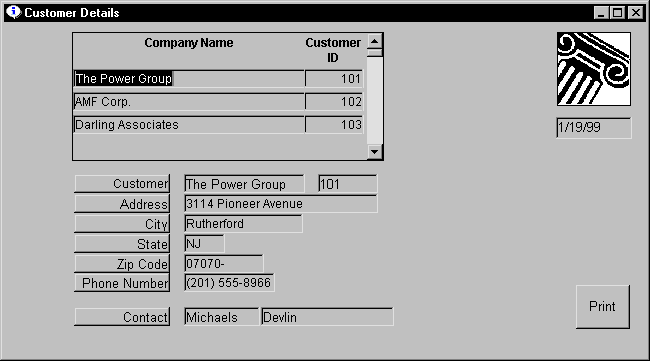 Customer Details
Company Name Customer ID
The Power Group 101
AMF Corp. 102
Darling Associates 103
1/19/99
Customer The Power Group 101
Address 3114 Pioneer Avenue
City Rutherford
State NJ
Zip Code 07070-
Phone Number (201) 555-8966
Print
Contact Michaels Devlin